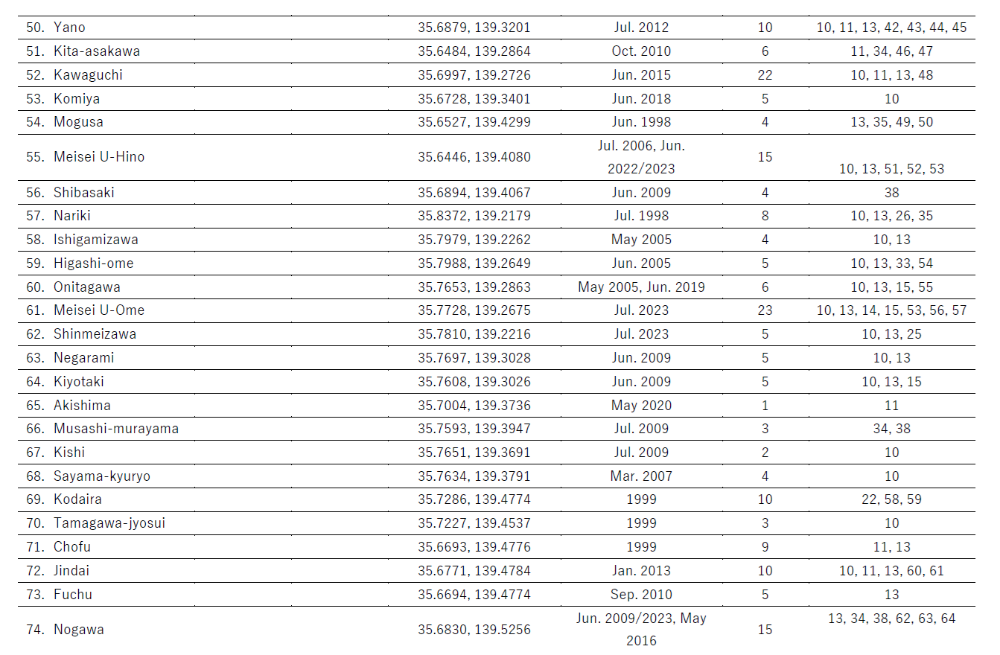 50. Yano 35.6879, 139.3201 Jul. 2012 10 10, 11, 13, 42, 43, 44, 45
51. Kita-asakawa 35.6484, 139.2864 Oct. 2010 6 11, 34, 46, 47
52. Kawaguchi 35.6997, 139.2726 Jun. 2015 22 10, 11, 13, 48
53. Komiya 35.6728, 139.3401 Jun. 2018 5 10
54. Mogusa 35.6527, 139.4299 Jun. 1998 4 13, 35, 49, 50
55. Meisei U-Hino 35.6446, 139.4080 Jul. 2006, Jun. 2022/2023 15 10, 13, 51, 52, 53
56. Shibasaki 35.6894, 139.4067 Jun. 2009 4 38
57. Nariki 35.8372, 139.2179 Jul. 1998 8 10, 13, 26, 35
58. Ishigamizawa 35.7979, 139.2262 May 2005 4 10, 13
59. Higashi-ome 35.7988, 139.2649 Jun. 2005 5 10, 13, 33, 54
60. Onitagawa 35.7653, 139.2863 May 2005, Jun. 2019 6 10, 13, 15, 55
61. Meisei U-Ome 35.7728, 139.2675 Jul. 2023 23 10, 13, 14, 15, 53, 56, 57
62. Shinmeizawa 35.7810, 139.2216 Jul. 2023 5 10, 13, 25
63. Negarami 35.7697, 139.3028 Jun. 2009 5 10, 13
64. Kiyotaki 35.7608, 139.3026 Jun. 2009 5 10, 13, 15
65. Akishima 35.7004, 139.3736 May 2020 1 11
66. Musashi-murayama 35.7593, 139.3947 Jul. 2009 3 34, 38
67. Kishi 35.7651, 139.3691 Jul. 2009 2 10
68. Sayama-kyuryo 35.7634, 139.3791 Mar. 2007 4 10
69. Kodaira 35.7286, 139.4774 1999 10 22, 58, 59
70. Tamagawa-jyosui 35.7227, 139.4537 1999 3 10
71. Chofu 35.6693, 139.4776 1999 9 11, 13
72. Jindai 35.6771, 139.4784 Jan. 2013 10 10, 11, 13, 60, 61
73. Fuchu 35.6694, 139.4774 Sep. 2010 5 13
74. Nogawa 35.6830, 139.5256 Jun. 2009/2023, May 2016 15 13, 34, 38, 62, 63, 64